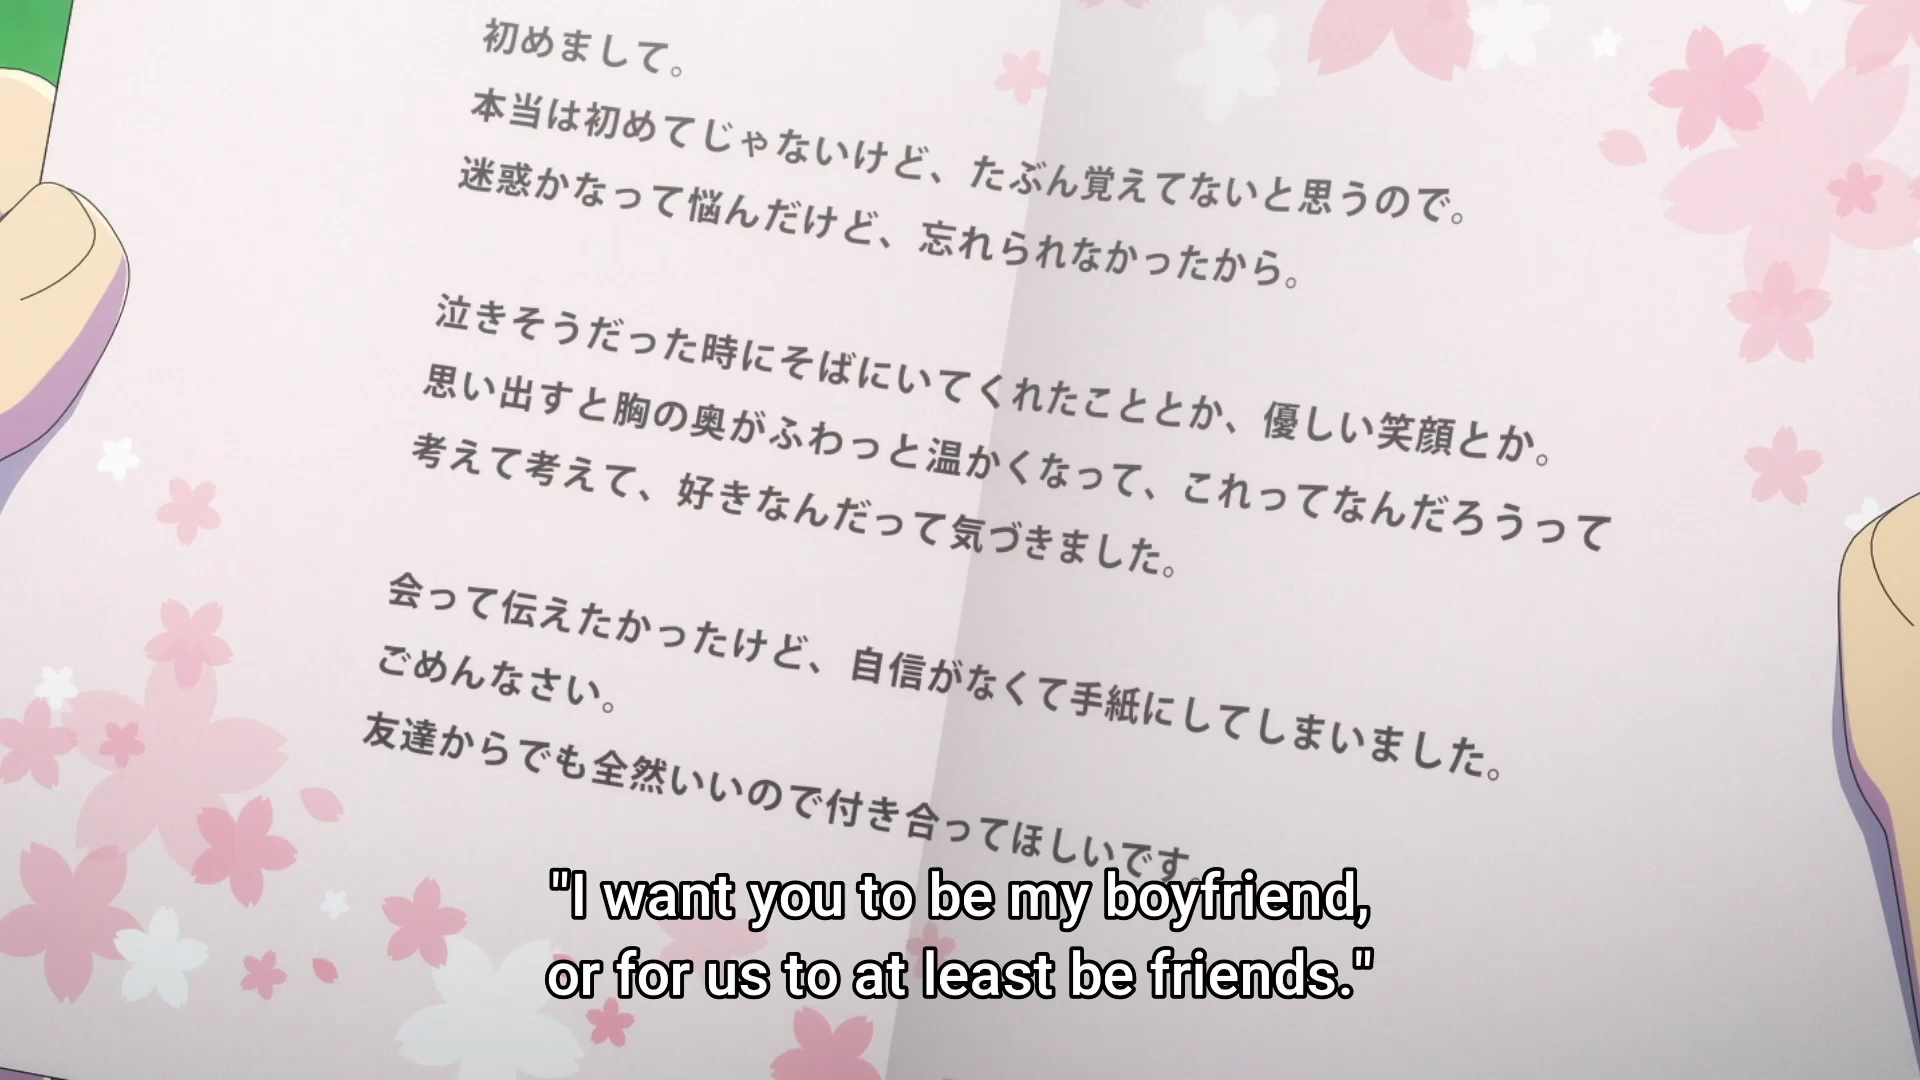 初めまして。
本当は初めてじゃないけど、たぶん覚えてないと思うので。
迷惑かなって悩んだけど、忘れられなかったから。
泣きそうだった時にそばにいてくれたこととか、優しい笑顔とか。
思い出すと胸の奥がふわっと温かくなって、これってなんだろうって
考えて考えて、好きなんだって気づきました。
会って伝えたかったけど、自信がなくて手紙にしてしまいました。
ごめんなさい。
友達からでも全然いいので付き合ってほしいです。
"I want you to be my boyfriend,
or for us to at least be friends."